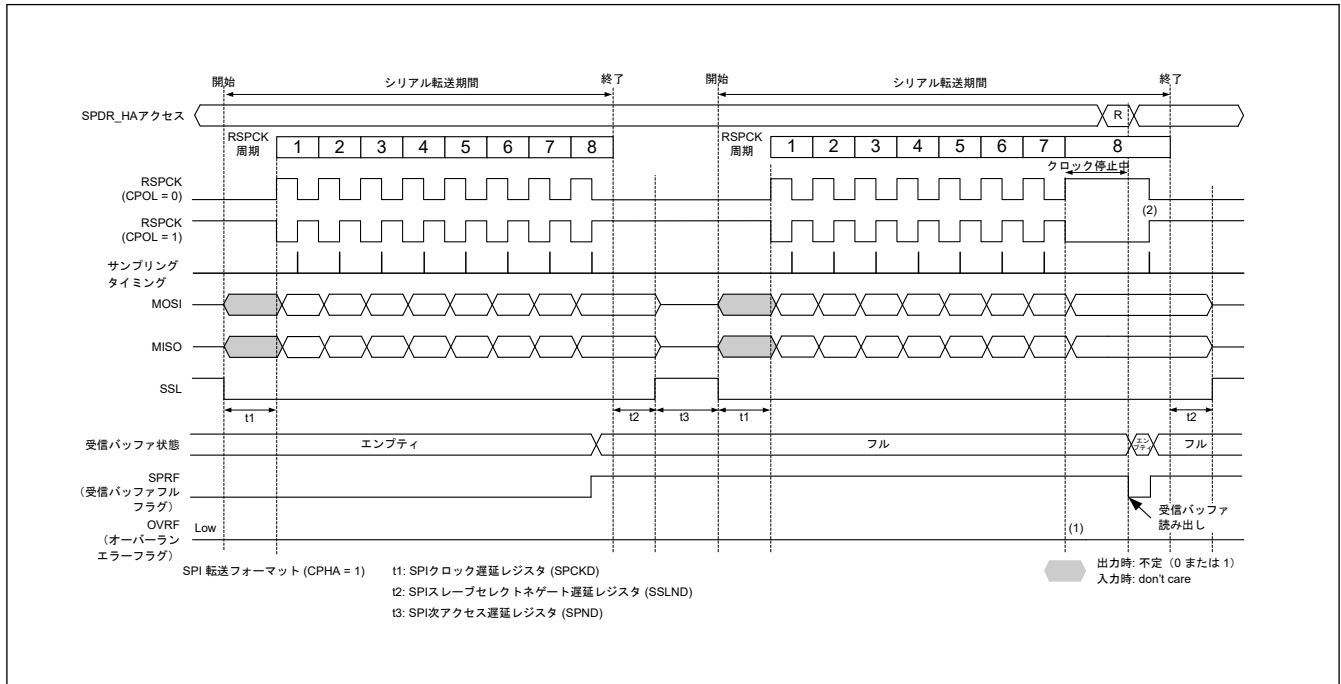 開始 シリアル転送期間 終了 開始 シリアル転送期間 終了
SPDR_HAアクセス R
RSPCK 1 2 3 4 5 6 7 8 RSPCK 1 2 3 4 5 6 7 8
周期 周期
クロック停止中
RSPCK
(CPOL = 0)
(2)
RSPCK
(CPOL = 1)
サンプリング
タイミング
MOSI
MISO
SSL
t1 t2 t3 t1 t2
受信バッファ状態 エンプティ フル エンプティ フル
SPRF
(受信バッファフル
フラグ)
受信バッファ
読み出し
OVRF Low (1)
(オーバーラン
エラーフラグ)
SPI 転送フォーマット (CPHA = 1)
t1: SPIクロック遅延レジスタ (SPCKD)
t2: SPIスレーブセレクトネゲート遅延レジスタ (SSLND)
t3: SPI次アクセス遅延レジスタ (SPND)
出力時: 不定(0 または 1)
入力時: don't care